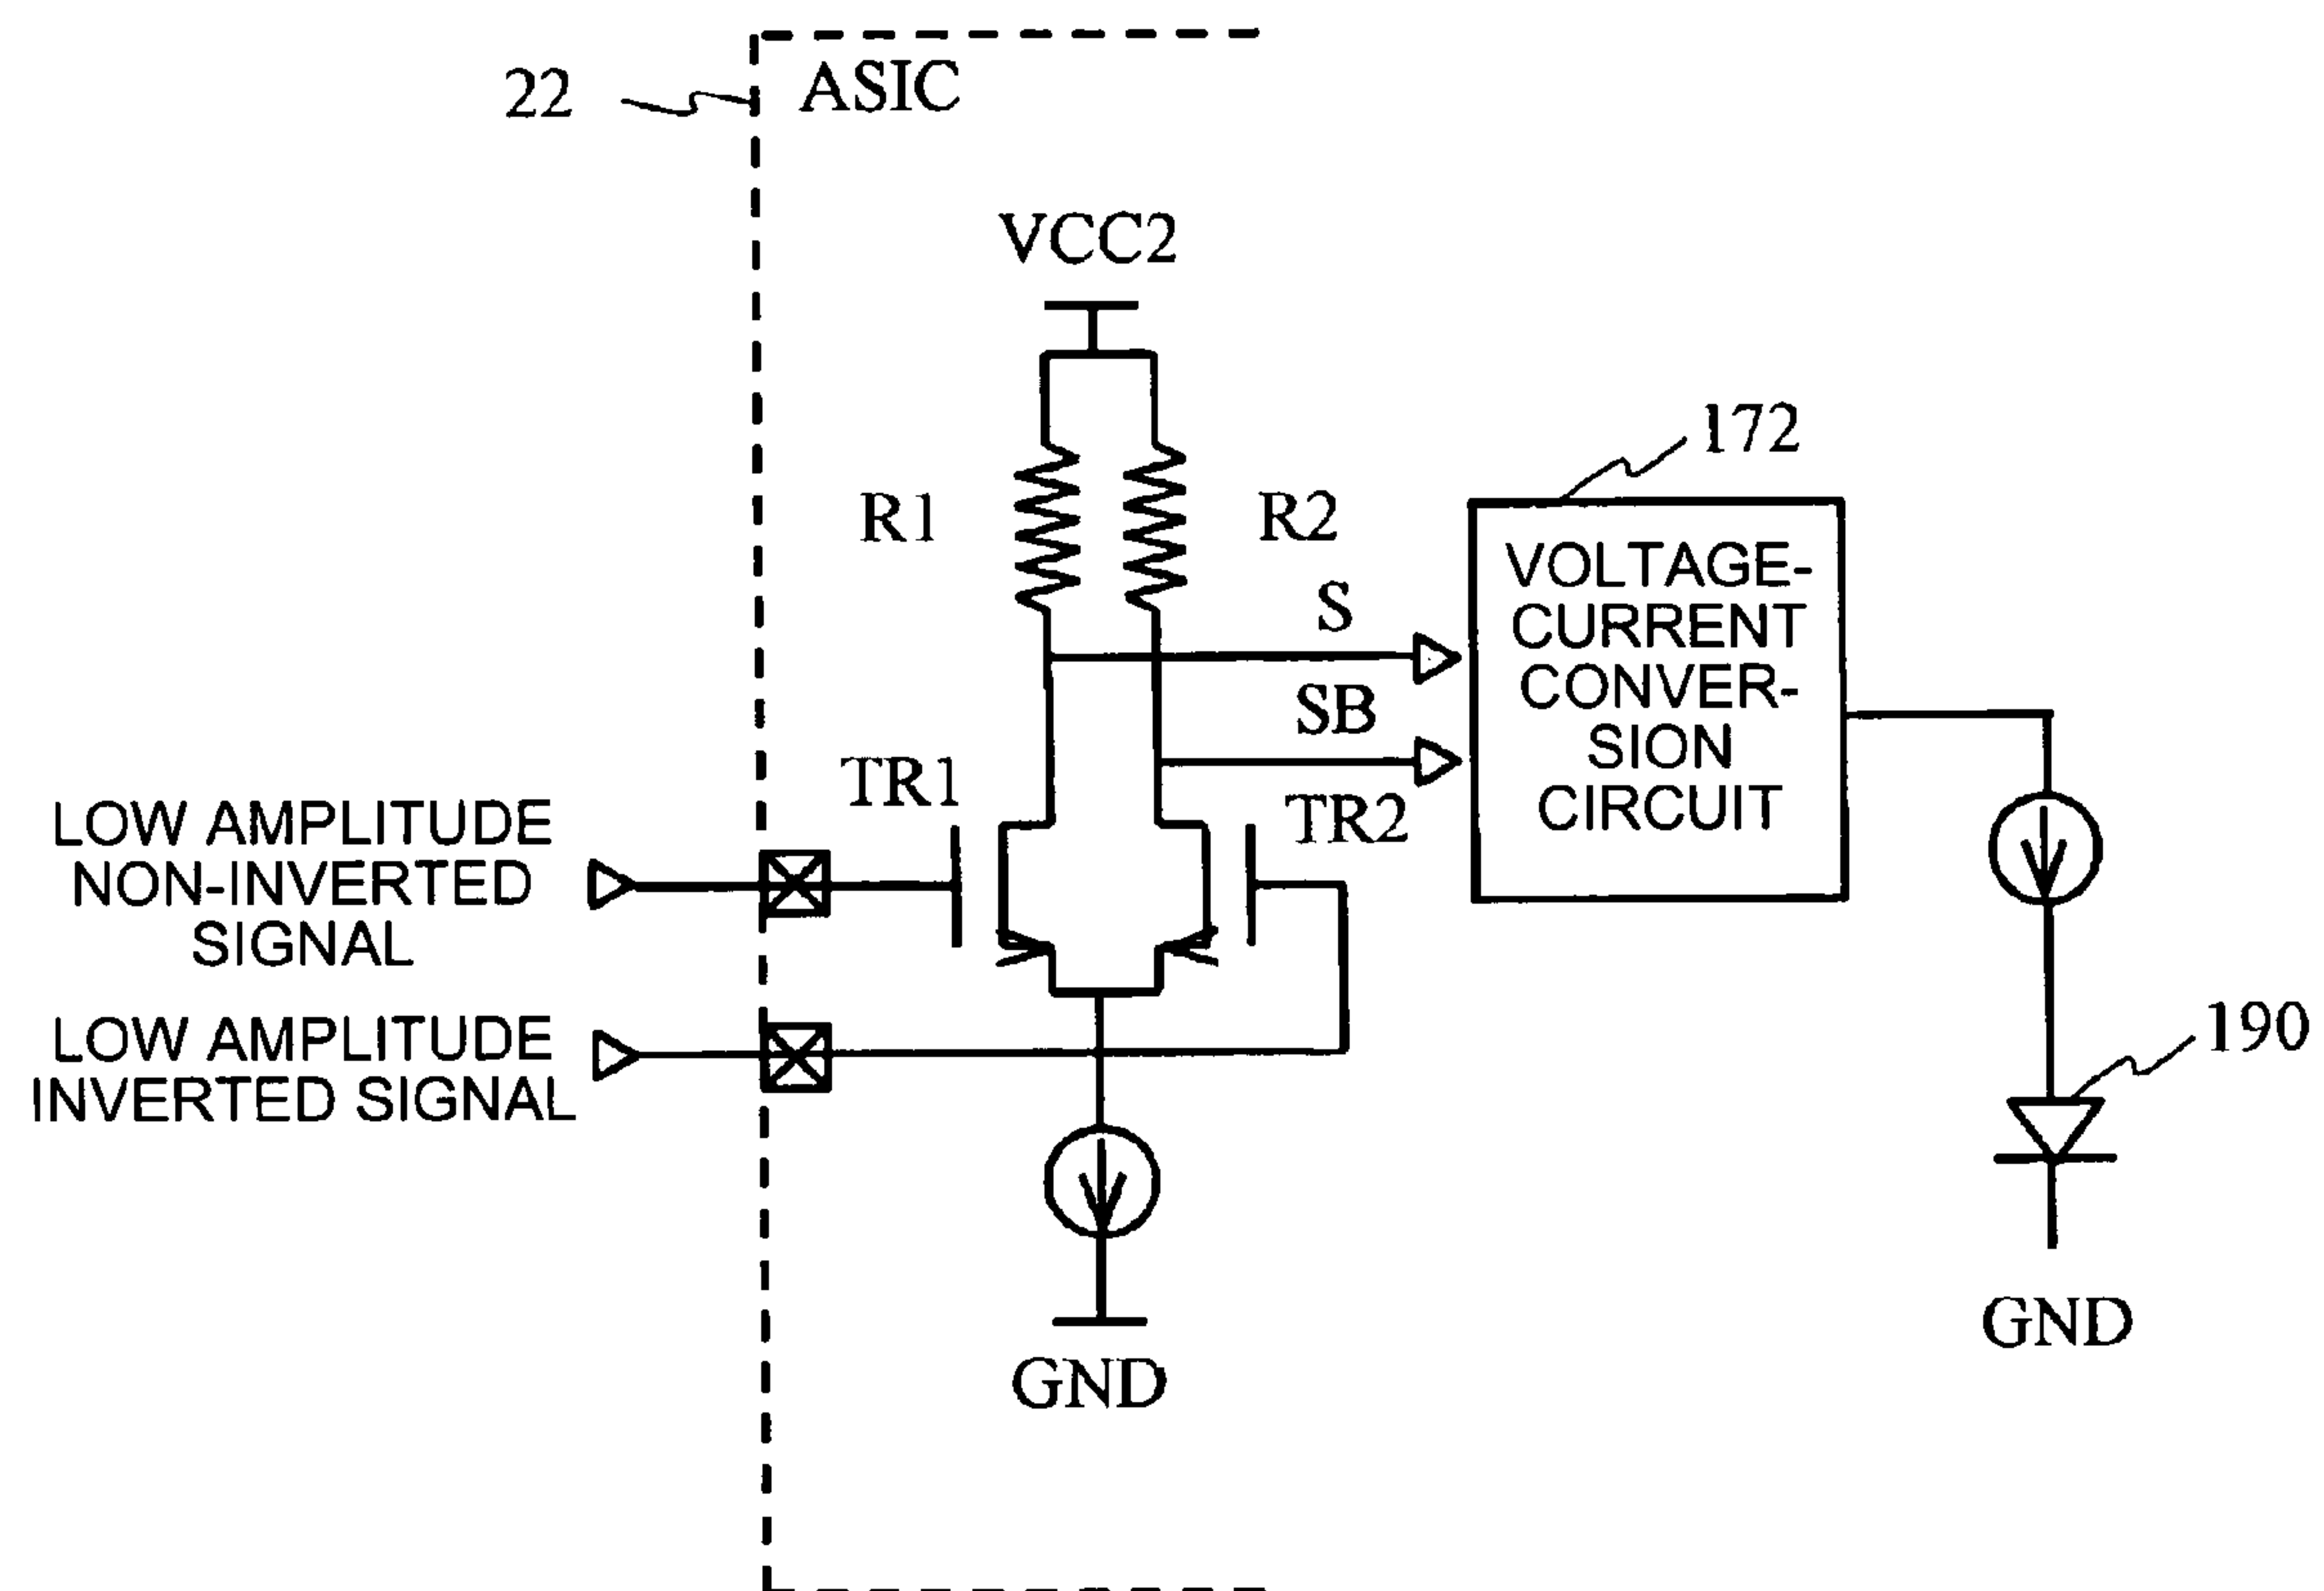 22
ASIC
VCC2
172
R1
R2
S
SB
VOLTAGE-
CURRENT
CONVER-
SION
CIRCUIT
TR1
TR2
LOW AMPLITUDE
NON-INVERTED
SIGNAL
LOW AMPLITUDE
INVERTED SIGNAL
190
GND
GND